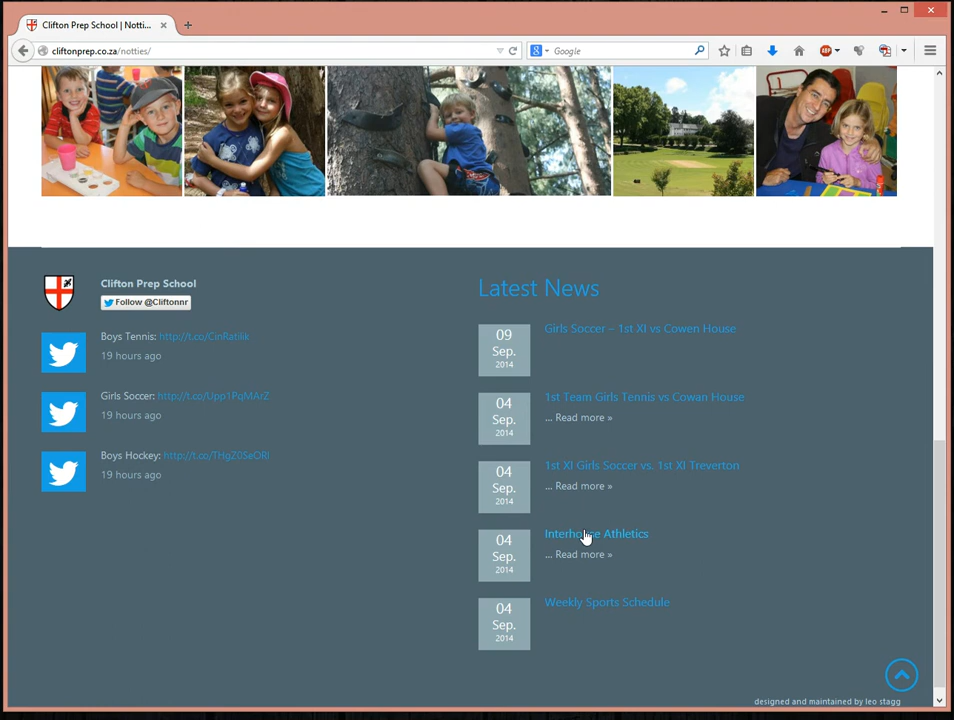 Clifton Prep School | Notti...
cliftonprep.co.za/notties/
Google
Clifton Prep School
Follow @Cliftonnr
Boys Tennis: http://t.co/CinRatilik
19 hours ago
Girls Soccer: http://t.co/Upp1PqMArZ
19 hours ago
Boys Hockey: http://t.co/THgZ0SeORI
19 hours ago
Latest News
09
Sep.
2014
Girls Soccer – 1st XI vs Cowen House
04
Sep.
2014
1st Team Girls Tennis vs Cowan House
... Read more »
04
Sep.
2014
1st XI Girls Soccer vs. 1st XI Treverton
... Read more »
04
Sep.
2014
Interhouse Athletics
... Read more »
04
Sep.
2014
Weekly Sports Schedule
designed and maintained by leo stagg